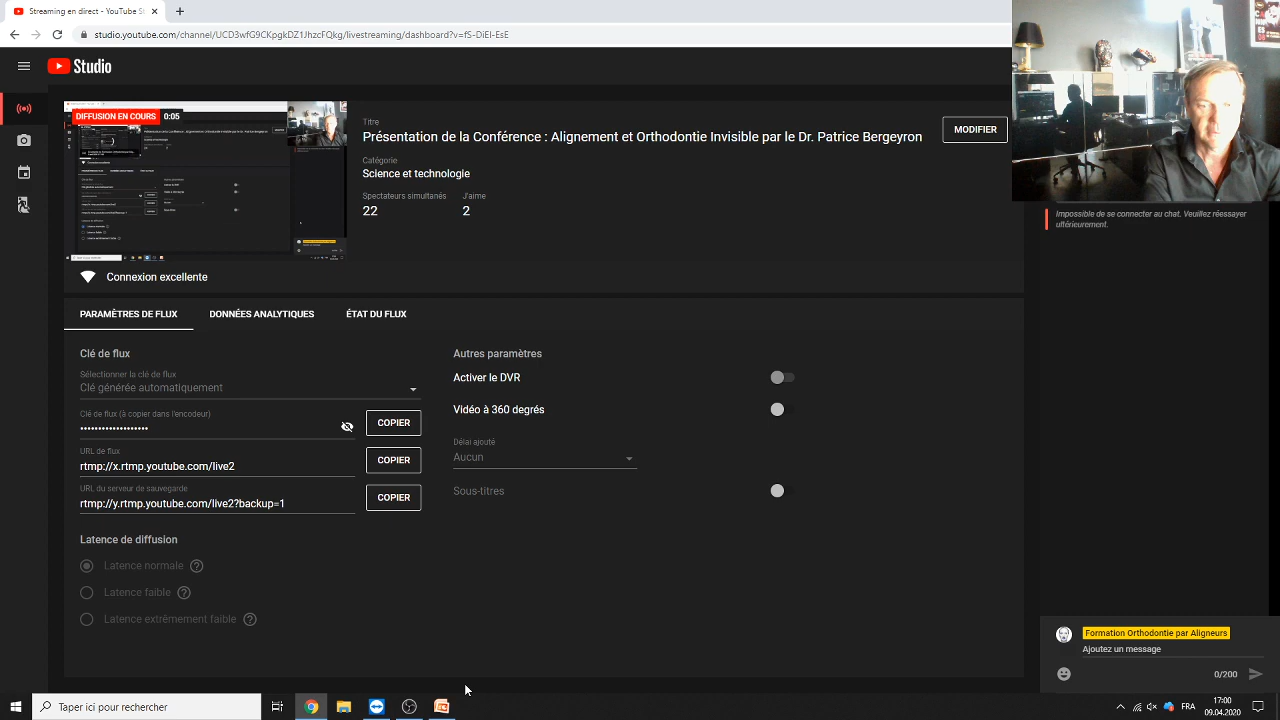 Streaming en direct - YouTube St
studio.youtube.com/channel/UCD3wfG9CKpgkDZ1JhzcFQkg/livestreaming/dashboard?v=fS-DiEl-EsE
Studio
DIFFUSION EN COURS 0:05
Titre
Présentation de la Conférence : Alignement et Orthodontie Invisible par le Dr. Patrice Bergeyron
MODIFIER
Catégorie
Science et technologie
Spectateurs simultanés J'aime
22 2
Impossible de se connecter au chat. Veuillez réessayer
ultérieurement.
Connexion excellente
PARAMÈTRES DE FLUX DONNÉES ANALYTIQUES ÉTAT DU FLUX
Clé de flux
Sélectionner la clé de flux
Clé générée automatiquement
Clé de flux (à copier dans l'encodeur)
•••••••••••••••••••
COPIER
URL de flux
rtmp://x.rtmp.youtube.com/live2
COPIER
URL du serveur de sauvegarde
rtmp://y.rtmp.youtube.com/live2?backup=1
COPIER
Latence de diffusion
Latence normale
Latence faible
Latence extrêmement faible
Autres paramètres
Activer le DVR
Vidéo à 360 degrés
Délai ajouté
Aucun
Sous-titres
Formation Orthodontie par Aligneurs
Ajoutez un message
0/200
Taper ici pour rechercher
FRA
17:00
09.04.2020